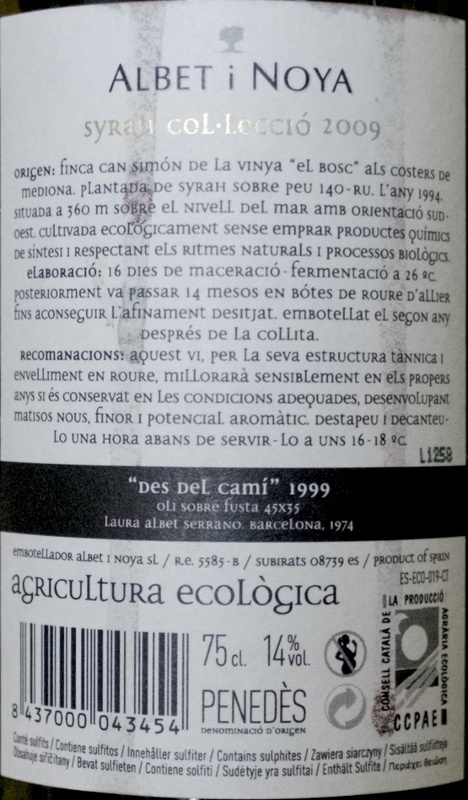 ALBET i NOYA
syrah col·lecció 2009
ORIGEN: finca can simón de la vinya "el bosc" als costers de
mediona. plantada de syrah sobre peu 140-ru. l'any 1994.
situada a 360 m sobre el nivell del mar amb orientació sud-
oest. cultivada ecològicament sense emprar productes químics
de síntesi i respectant els ritmes naturals i processos biològics.
elaboració: 16 dies de maceració-fermentació a 26 ºc.
posteriorment va passar 14 mesos en bótes de roure d'allier
fins aconseguir l'afinament desitjat. embotellat el segon any
després de la collita.
recomanacions: aquest vi, per la seva estructura tànnica i
envelliment en roure, millorarà sensiblement en els propers
anys si és conservat en les condicions adequades, desenvolupant
matisos nous, finor i potencial aromàtic. destapeu i decanteu-
lo una hora abans de servir-lo a uns 16-18 ºc.
L1258
"des del camí" 1999
oli sobre fusta 45x35
laura albet serrano. barcelona, 1974
embotellador albet i noya sl / r.e. 5585-b / subirats 08739 es / product of spain
agricultura ecològica
ES-ECO-019-CT
CONSELL CATALÀ DE
LA PRODUCCIÓ
AGRÀRIA ECOLÒGICA
CCPAE
75 cl. 14% vol.
PENEDÈS
DENOMINACIÓ D'ORIGEN
8 437000 043454
Conté sulfits / Contiene sulfitos / Innehåller sulfiter / Contains sulphites / Zawiera siarczyny / Sisältää sulfiitteja
Obsahuje siřičitany / Bevat sulfieten / Contiene solfiti / Sudėtyje yra sulfitai / Enthält Sulfite / Περιέχει θειώδη